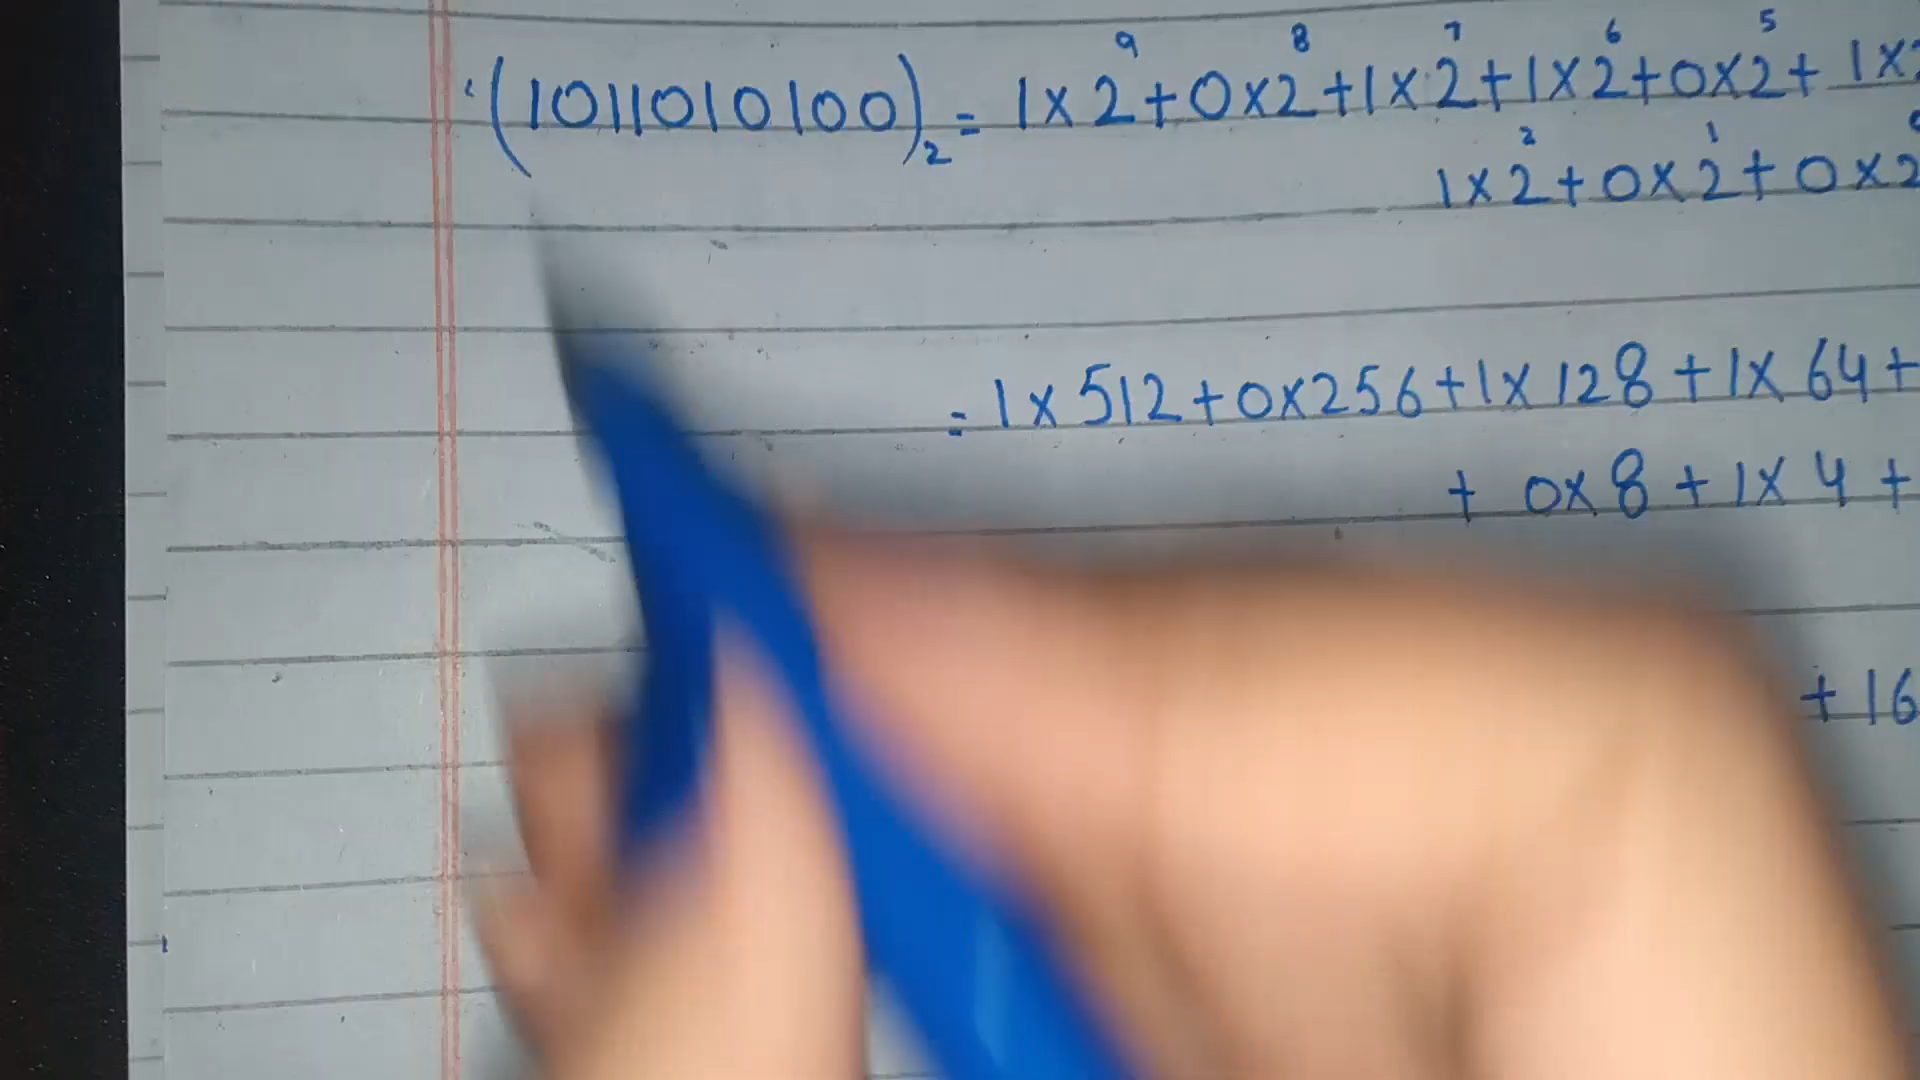 (1011010100)₂ = 1×2⁹+0×2⁸+1×2⁷+1×2⁶+0×2⁵+1×2
1×2²+0×2¹+0×2⁰
= 1×512+0×256+1×128+1×64+
+ 0×8+1×4+
+16